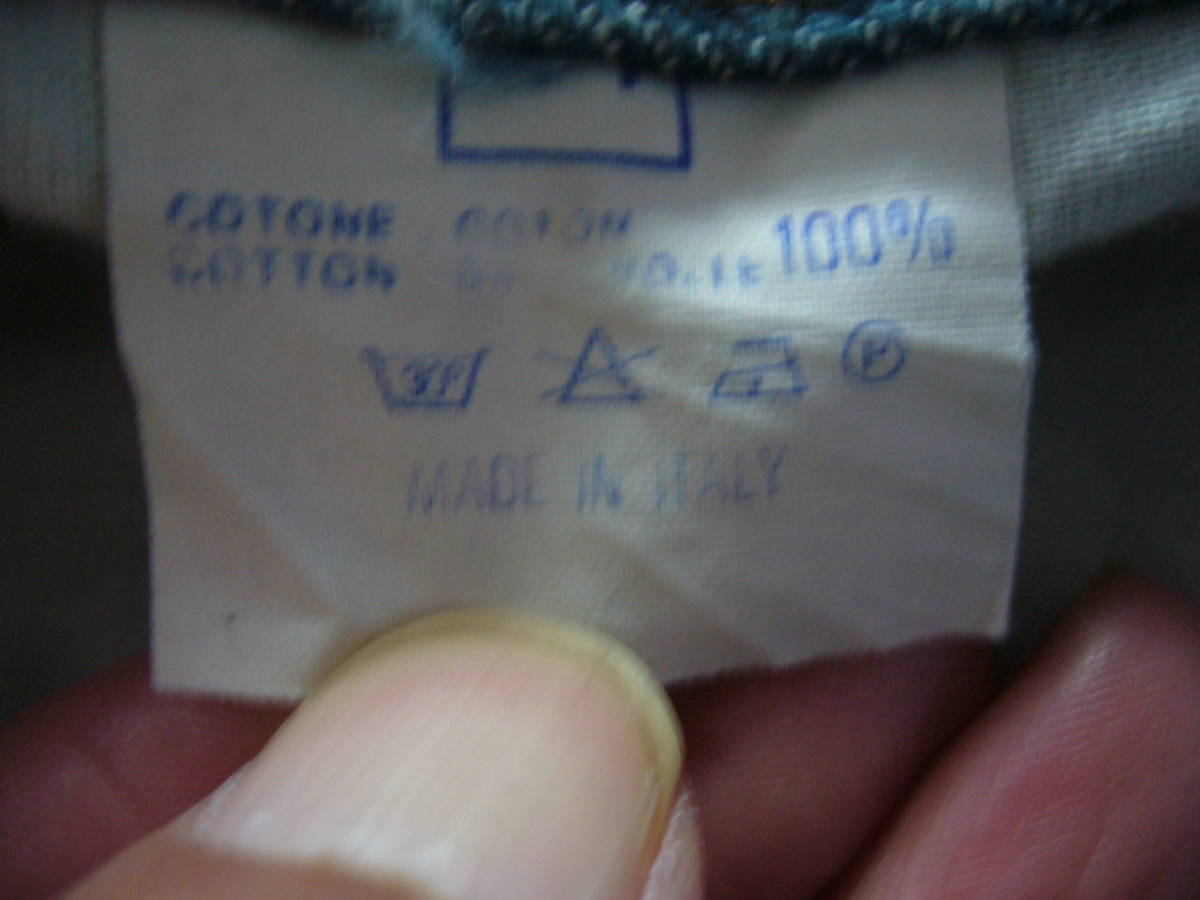 COTONE COTON
COTTON 100%
30°
P
MADE IN ITALY